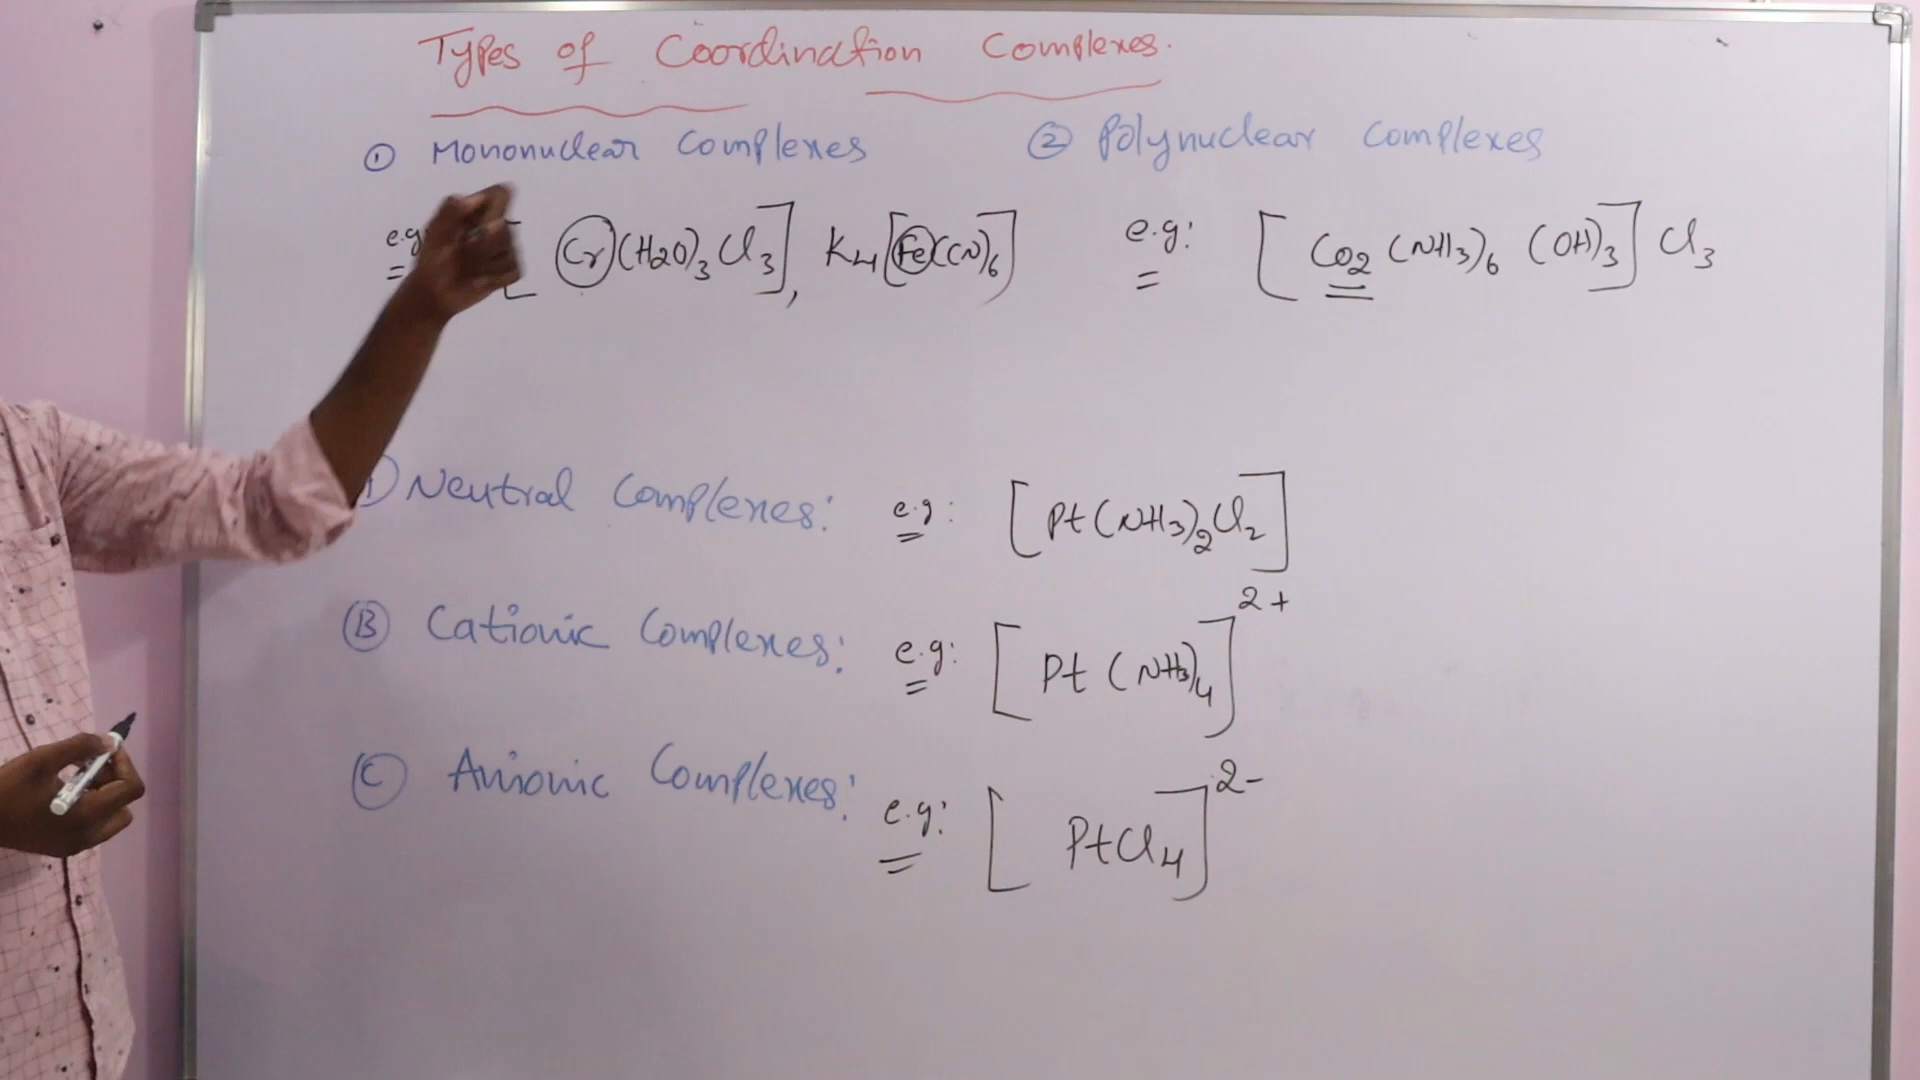 Types of Coordination Complexes.
① Mononuclear Complexes ② Polynuclear Complexes
e.g [ Cr(H2O)3Cl3], K4[Fe(CN)6] e.g: [ Co2 (NH3)6 (OH)3] Cl3
Neutral Complexes: e.g: [Pt(NH3)2Cl2]
Ⓑ Cationic Complexes: e.g: [ Pt (NH3)4]2+
Ⓒ Anionic Complexes: e.g: [ PtCl4]2-